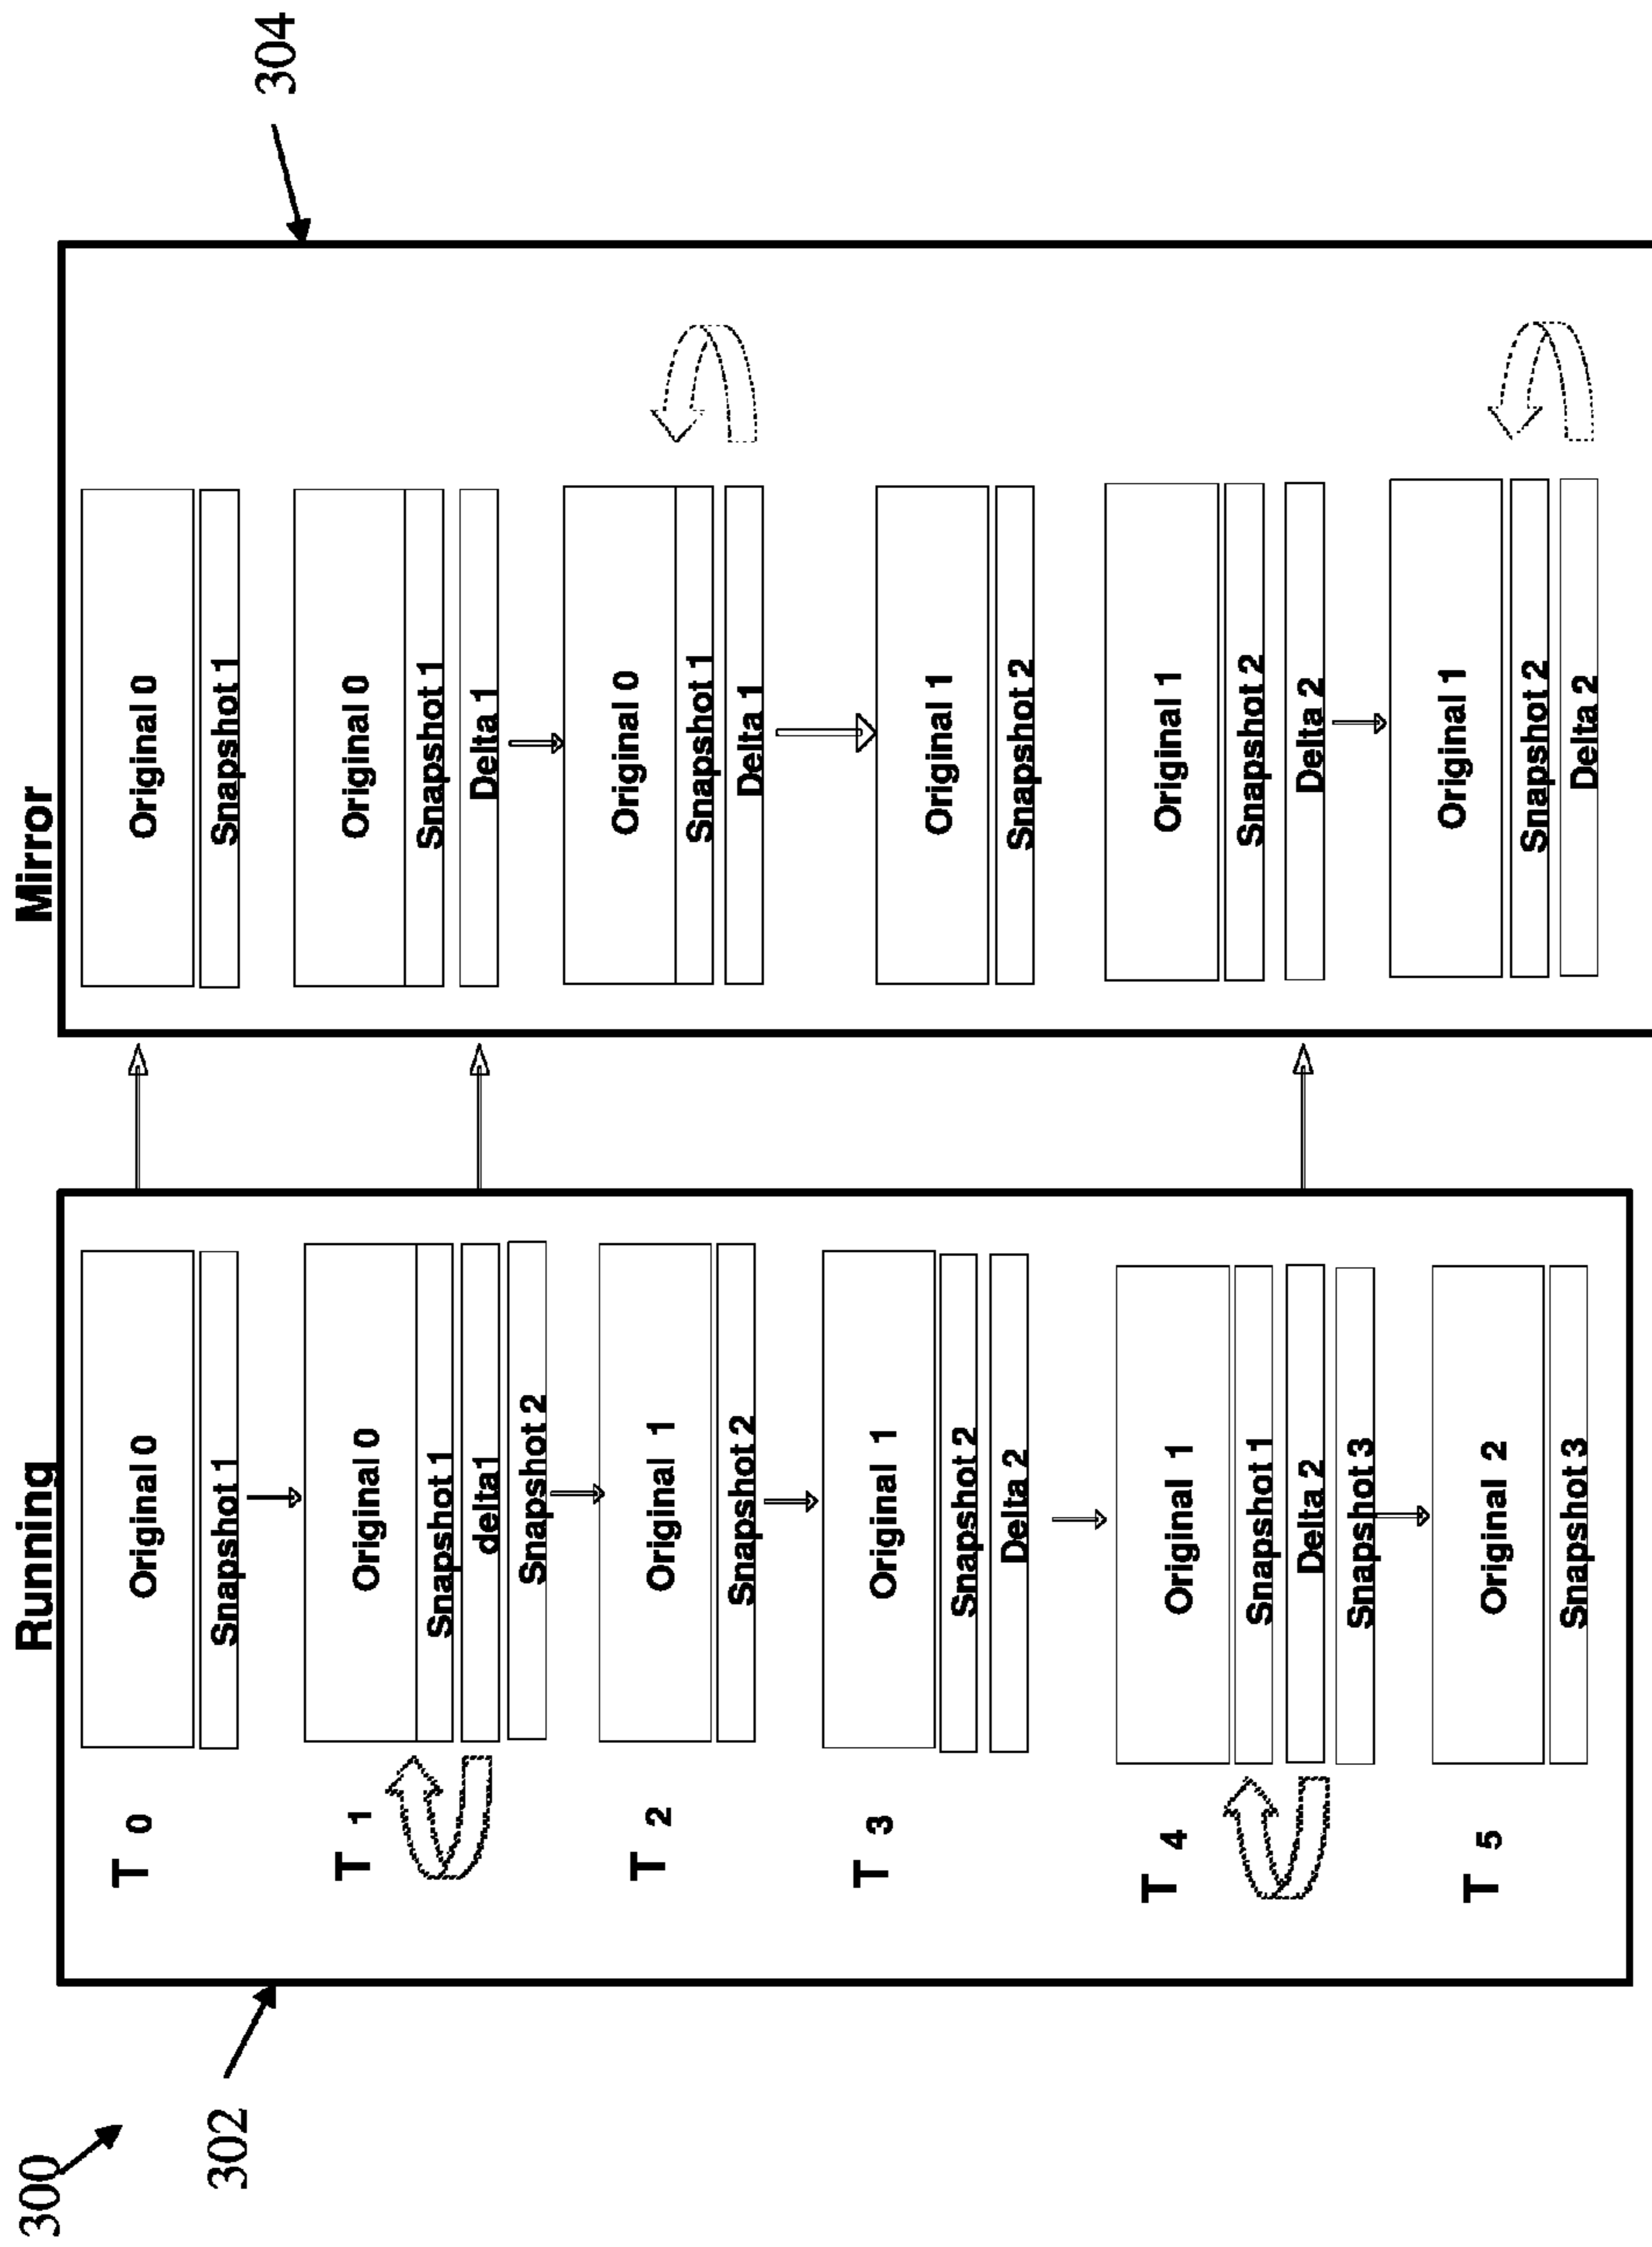 300
302
304
Running
T 0
Original 0
Snapshot 1
T 1
Original 0
Snapshot 1
delta1
Snapshot 2
T 2
Original 1
Snapshot 2
T 3
Original 1
Snapshot 2
Delta 2
T 4
Original 1
Snapshot 1
Delta 2
Snapshot 3
T 5
Original 2
Snapshot 3
Mirror
Original 0
Snapshot 1
Original 0
Snapshot 1
Delta 1
Original 0
Snapshot 1
Delta 1
Original 1
Snapshot 2
Original 1
Snapshot 2
Delta 2
Original 1
Snapshot 2
Delta 2